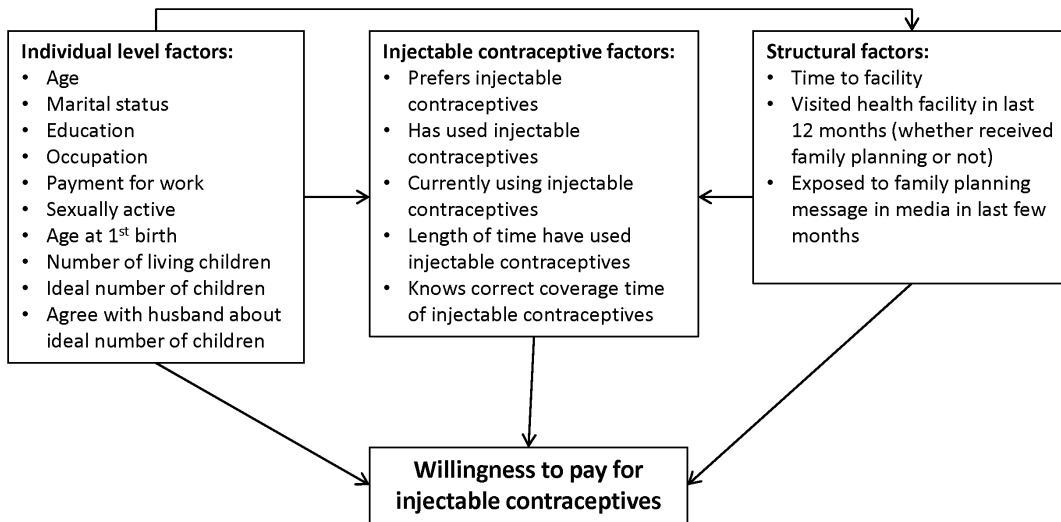 Individual level factors:
• Age
• Marital status
• Education
• Occupation
• Payment for work
• Sexually active
• Age at 1st birth
• Number of living children
• Ideal number of children
• Agree with husband about
ideal number of children
Injectable contraceptive factors:
• Prefers injectable
contraceptives
• Has used injectable
contraceptives
• Currently using injectable
contraceptives
• Length of time have used
injectable contraceptives
• Knows correct coverage time
of injectable contraceptives
Structural factors:
• Time to facility
• Visited health facility in last
12 months (whether received
family planning or not)
• Exposed to family planning
message in media in last few
months
Willingness to pay for
injectable contraceptives